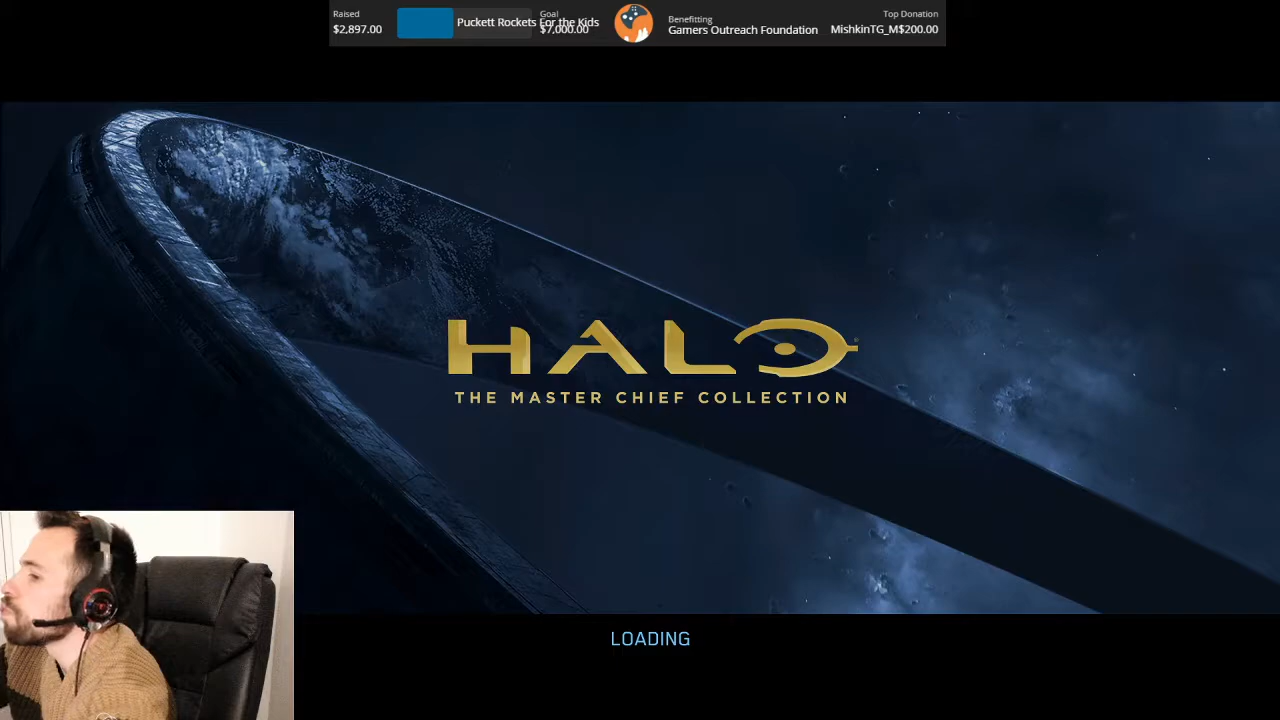 Raised
$2,897.00
Puckett Rockets For the Kids
Goal
$7,000.00
Benefitting
Gamers Outreach Foundation
Top Donation
MishkinTG_M$200.00
HALO
THE MASTER CHIEF COLLECTION
LOADING